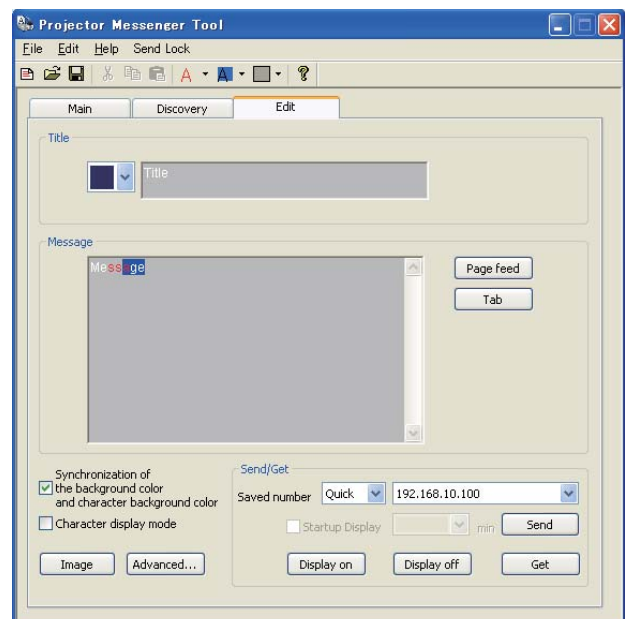 Projector Messenger Tool
File Edit Help Send Lock
A A
Main Discovery Edit
Title
Title
Message
Message
Page feed
Tab
Synchronization of
the background color
and character background color
Character display mode
Image Advanced...
Send/Get
Saved number Quick 192.168.10.100
Startup Display min Send
Display on Display off Get